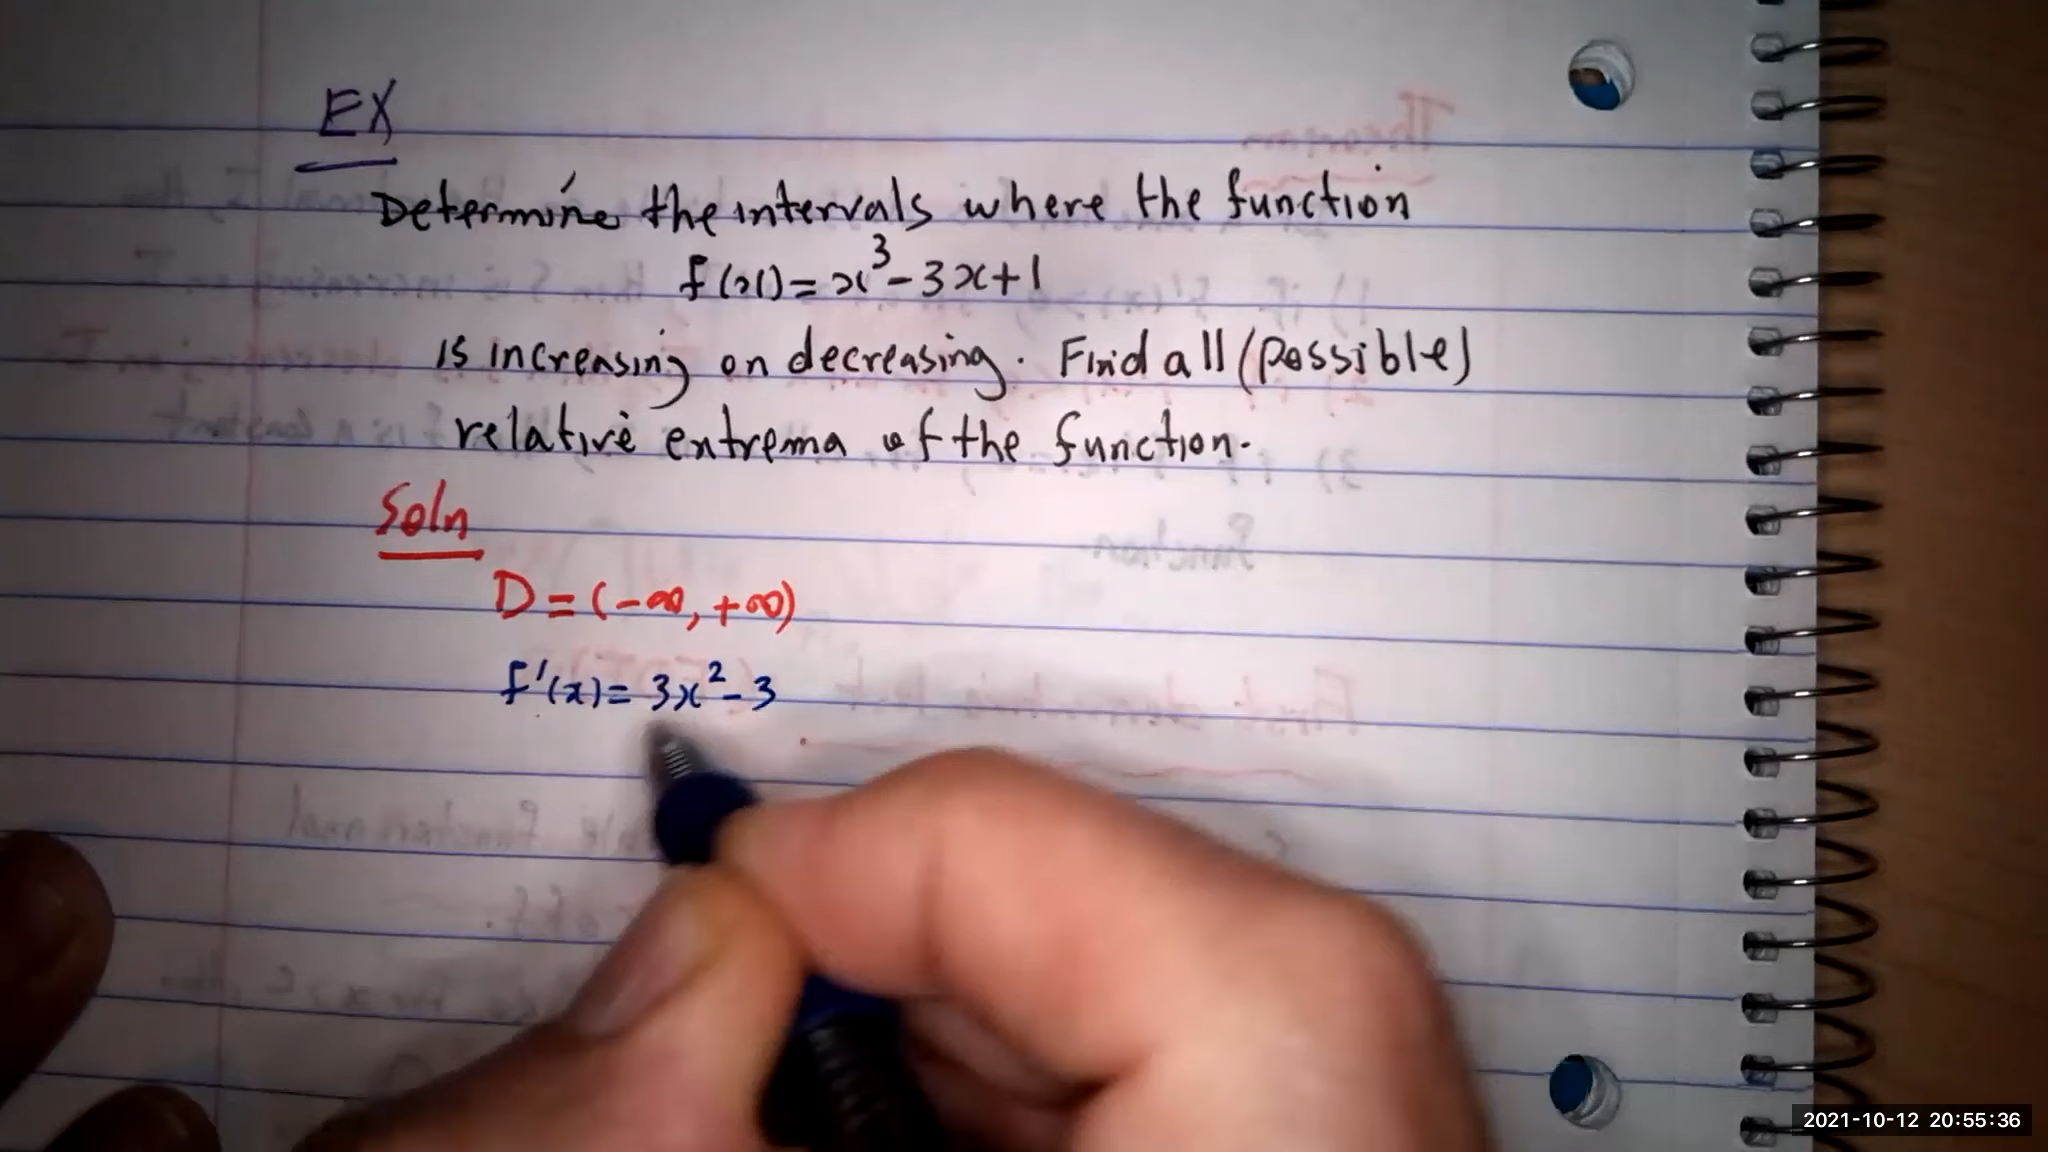 EX
Determine the intervals where the function
f(x) = x³ - 3x + 1
is increasing on decreasing. Find all (possible)
relative extrema of the function.
Soln
D = (-∞, +∞)
f'(x) = 3x² - 3
2021-10-12 20:55:36